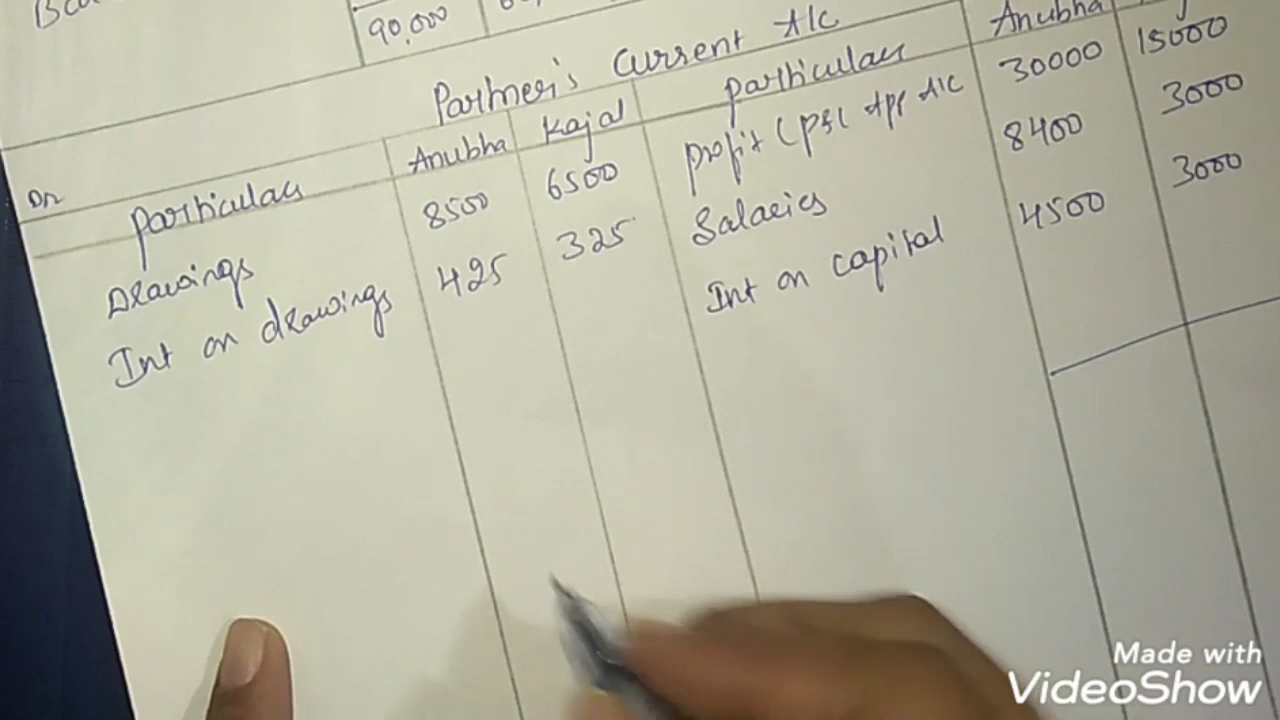 90,000
Partner's Current A/c
Dr
Particulars Anubha Kajal Particulars Anubha
Drawings 8500 6500 Profit (P&L App A/c 30000 15000
Int on drawings 425 325 Salaries 8400 3000
Int on capital 4500 3000
Made with
VideoShow